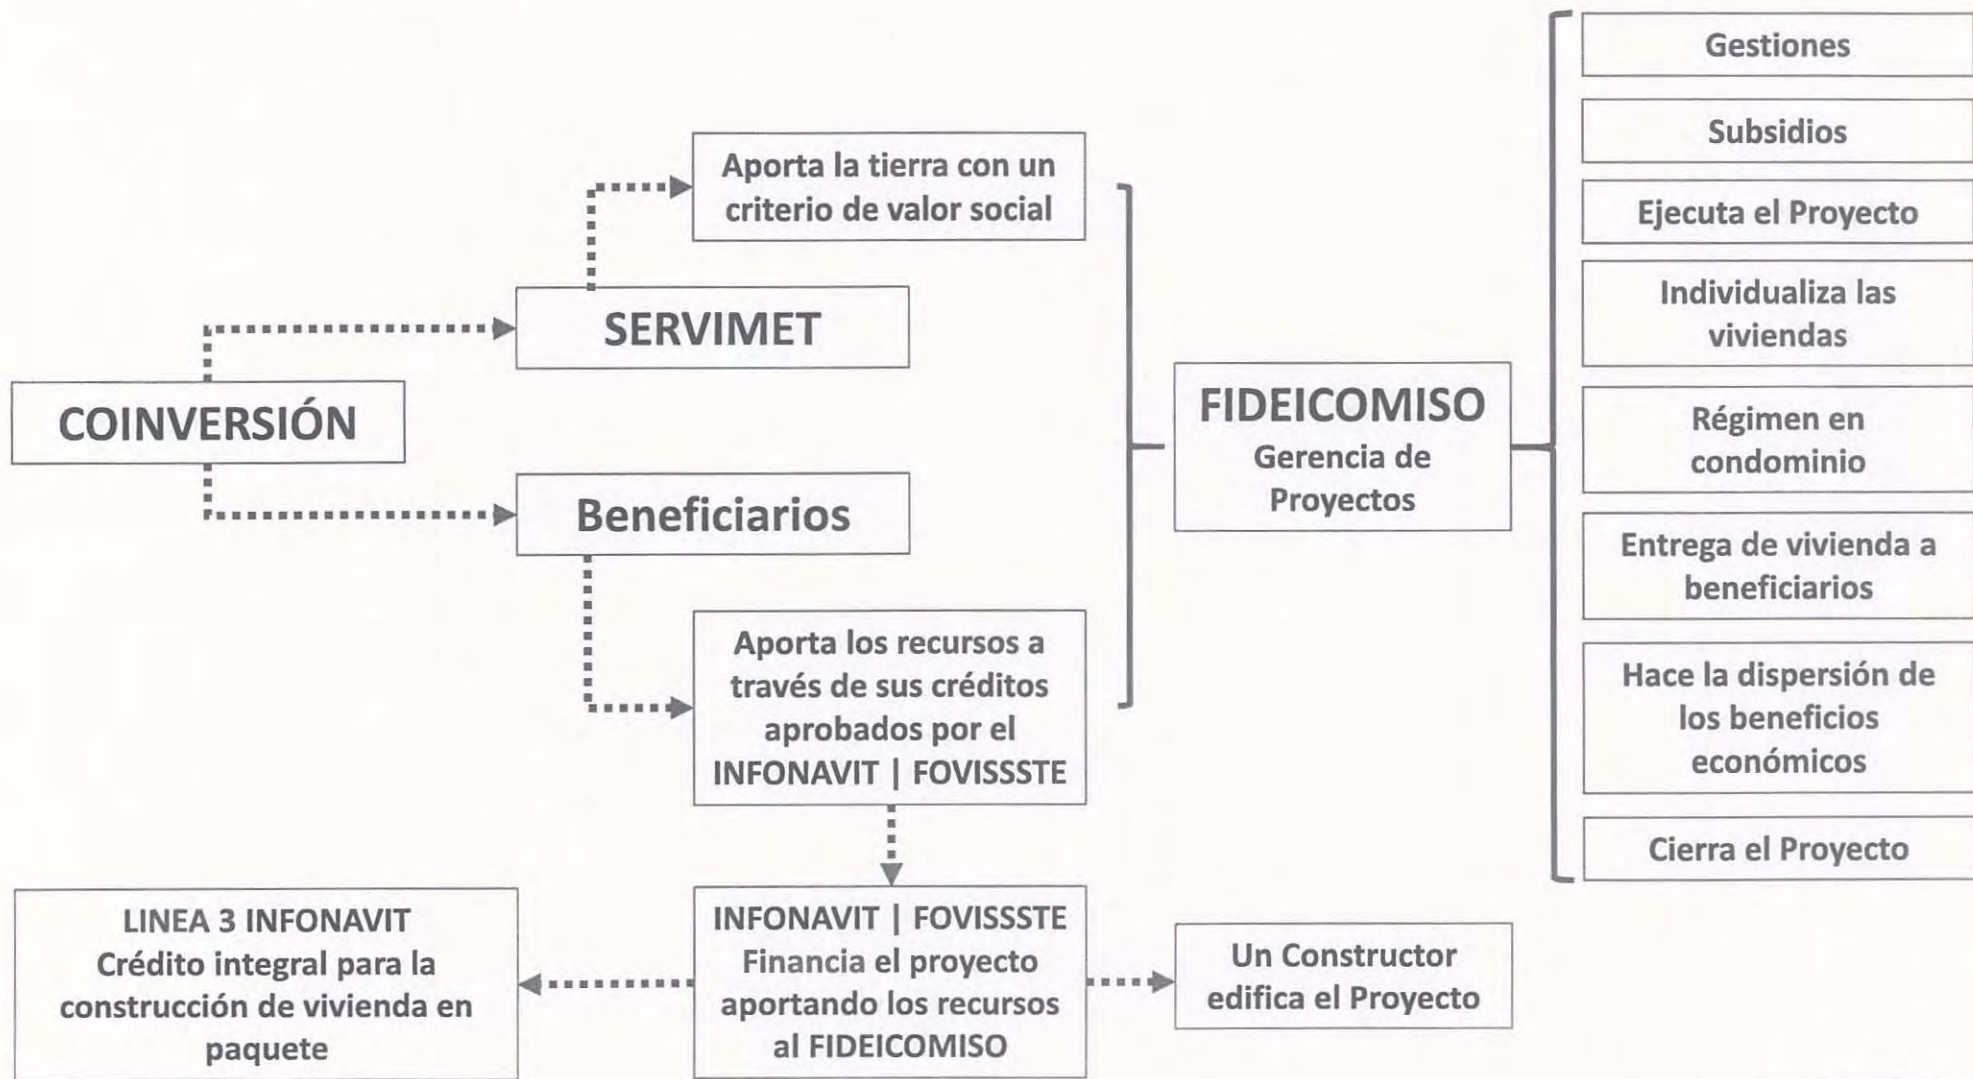 COINVERSIÓN
SERVIMET
Aporta la tierra con un
criterio de valor social
Beneficiarios
Aporta los recursos a
través de sus créditos
aprobados por el
INFONAVIT | FOVISSSTE
INFONAVIT | FOVISSSTE
Financia el proyecto
aportando los recursos
al FIDEICOMISO
LINEA 3 INFONAVIT
Crédito integral para la
construcción de vivienda en
paquete
Un Constructor
edifica el Proyecto
FIDEICOMISO
Gerencia de
Proyectos
Gestiones
Subsidios
Ejecuta el Proyecto
Individualiza las
viviendas
Régimen en
condominio
Entrega de vivienda a
beneficiarios
Hace la dispersión de
los beneficios
económicos
Cierra el Proyecto